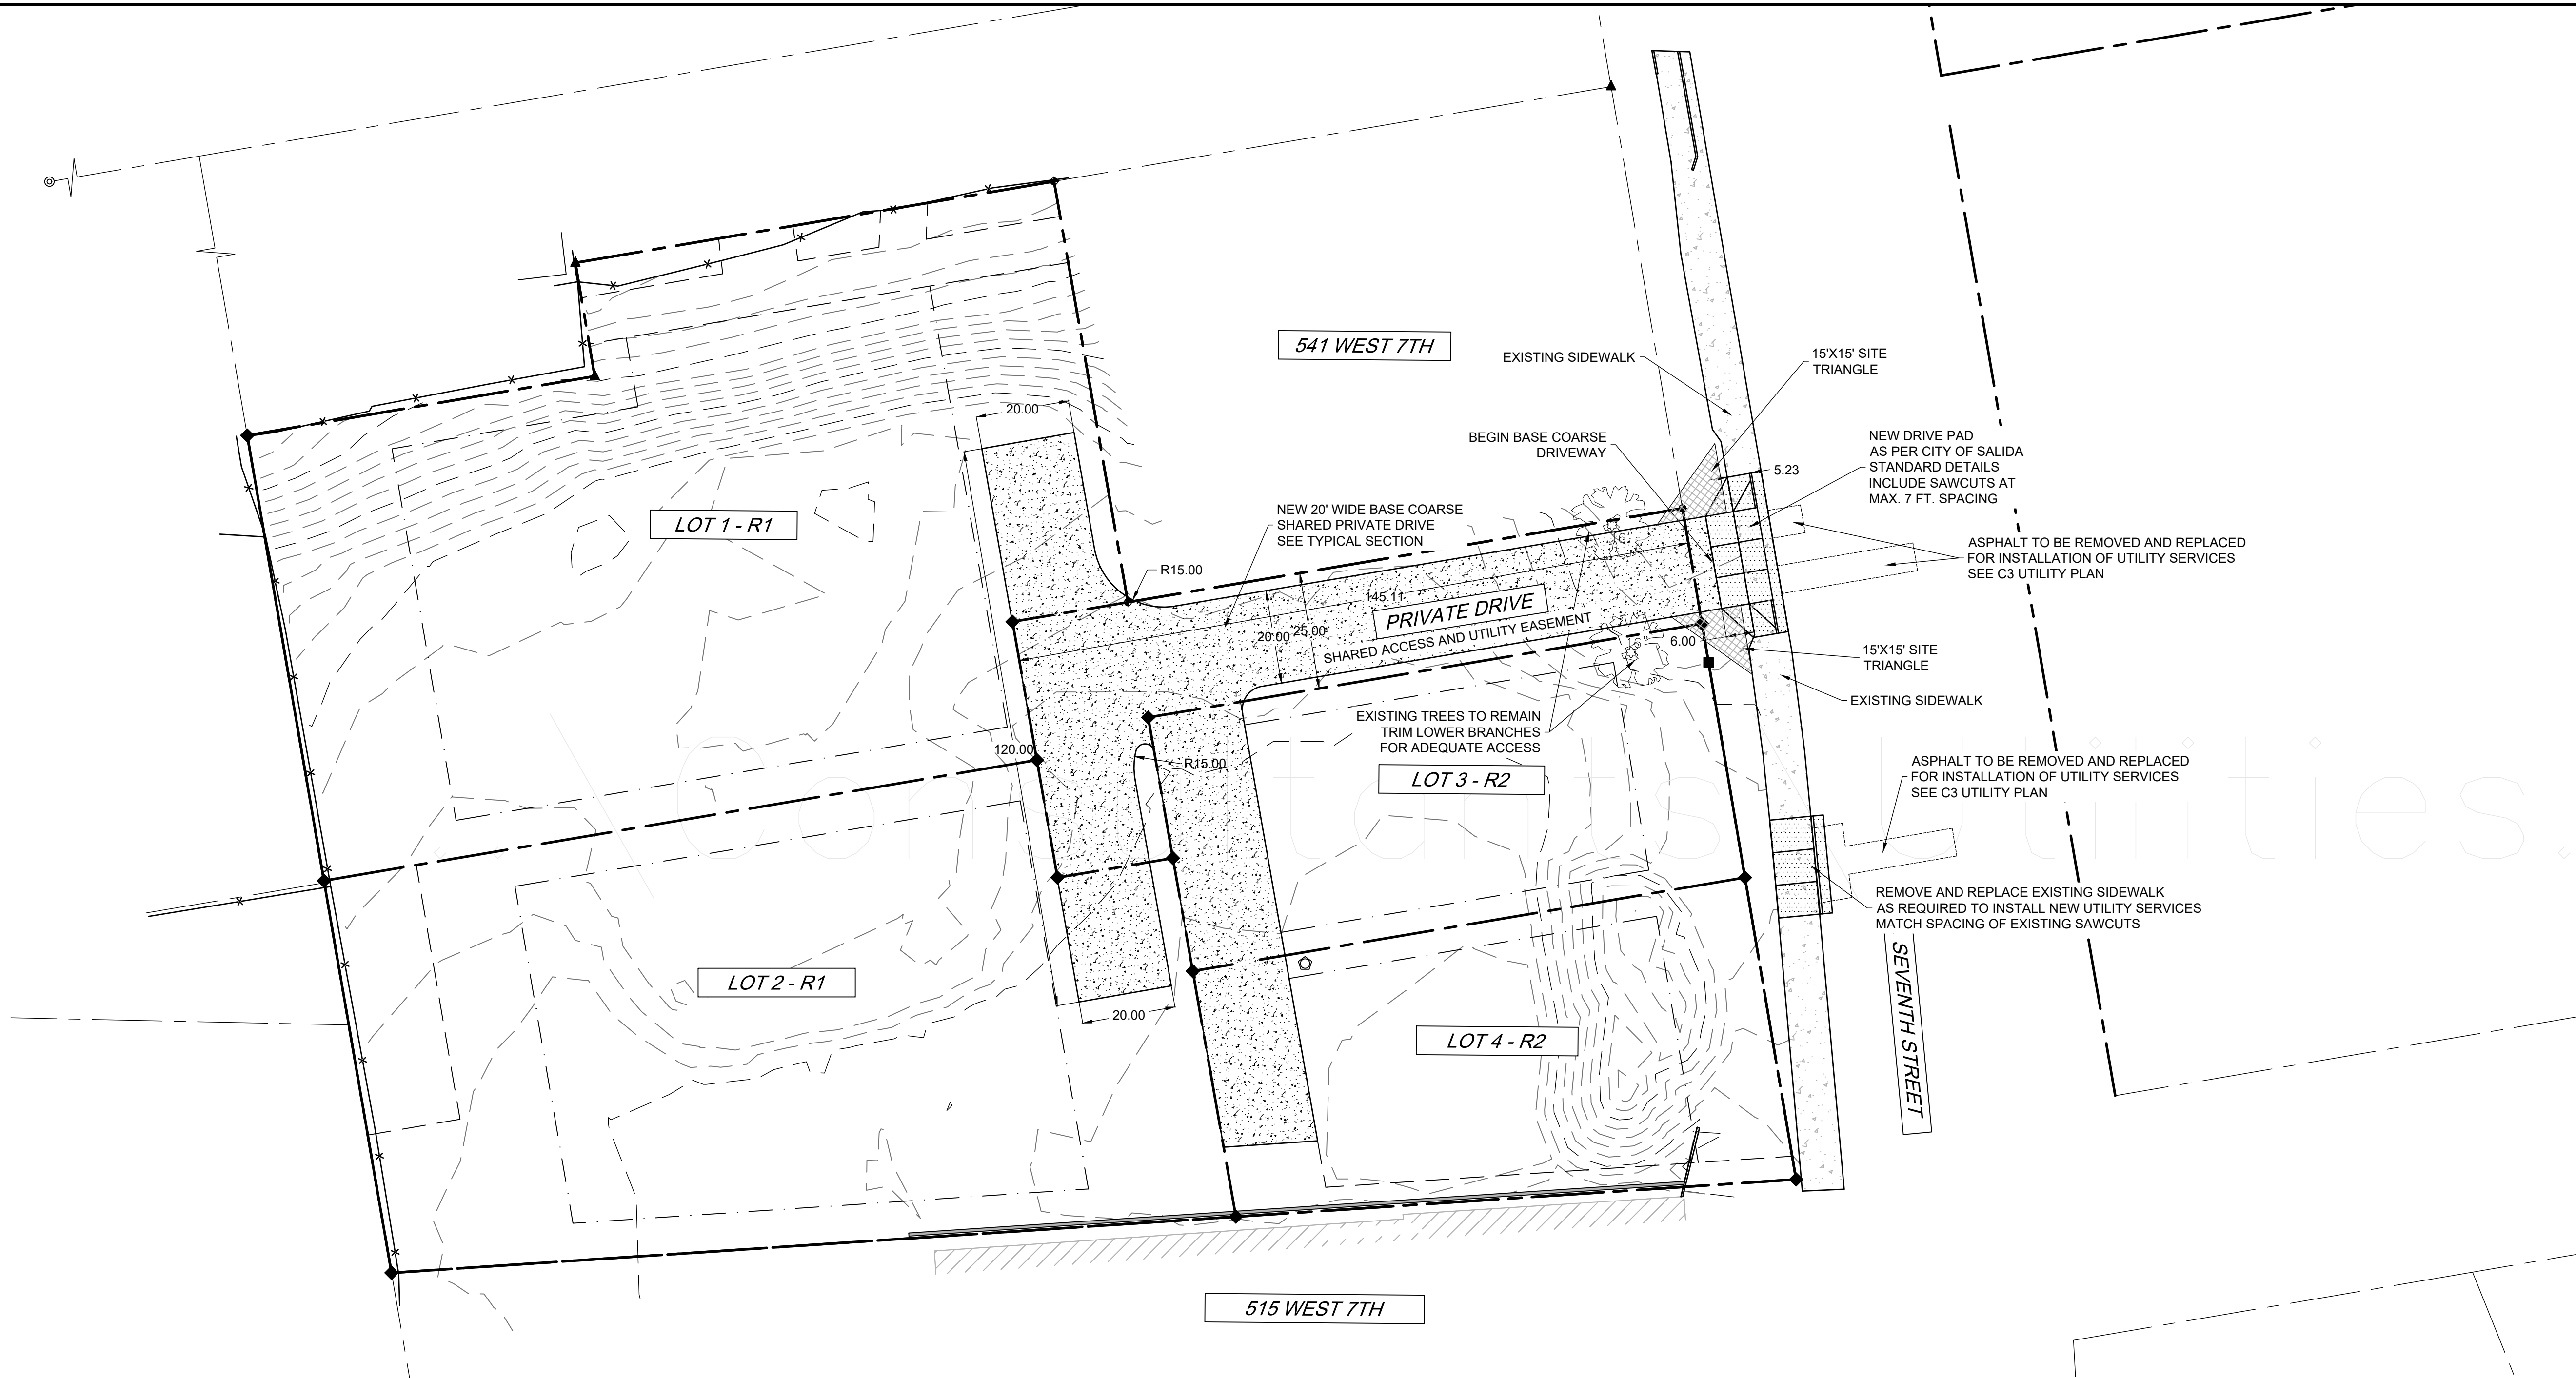 541 WEST 7TH
EXISTING SIDEWALK
15'X15' SITE
TRIANGLE
20.00
BEGIN BASE COARSE
DRIVEWAY
NEW DRIVE PAD
AS PER CITY OF SALIDA
STANDARD DETAILS
INCLUDE SAWCUTS AT
MAX. 7 FT. SPACING
5.23
LOT 1 - R1
NEW 20' WIDE BASE COARSE
SHARED PRIVATE DRIVE
SEE TYPICAL SECTION
ASPHALT TO BE REMOVED AND REPLACED
FOR INSTALLATION OF UTILITY SERVICES
SEE C3 UTILITY PLAN
R15.00
145.11
PRIVATE DRIVE
20.00
25.00
SHARED ACCESS AND UTILITY EASEMENT
6.00
15'X15' SITE
TRIANGLE
EXISTING SIDEWALK
EXISTING TREES TO REMAIN
TRIM LOWER BRANCHES
FOR ADEQUATE ACCESS
120.00
R15.00
LOT 3 - R2
ASPHALT TO BE REMOVED AND REPLACED
FOR INSTALLATION OF UTILITY SERVICES
SEE C3 UTILITY PLAN
REMOVE AND REPLACE EXISTING SIDEWALK
AS REQUIRED TO INSTALL NEW UTILITY SERVICES
MATCH SPACING OF EXISTING SAWCUTS
LOT 2 - R1
20.00
LOT 4 - R2
SEVENTH STREET
515 WEST 7TH